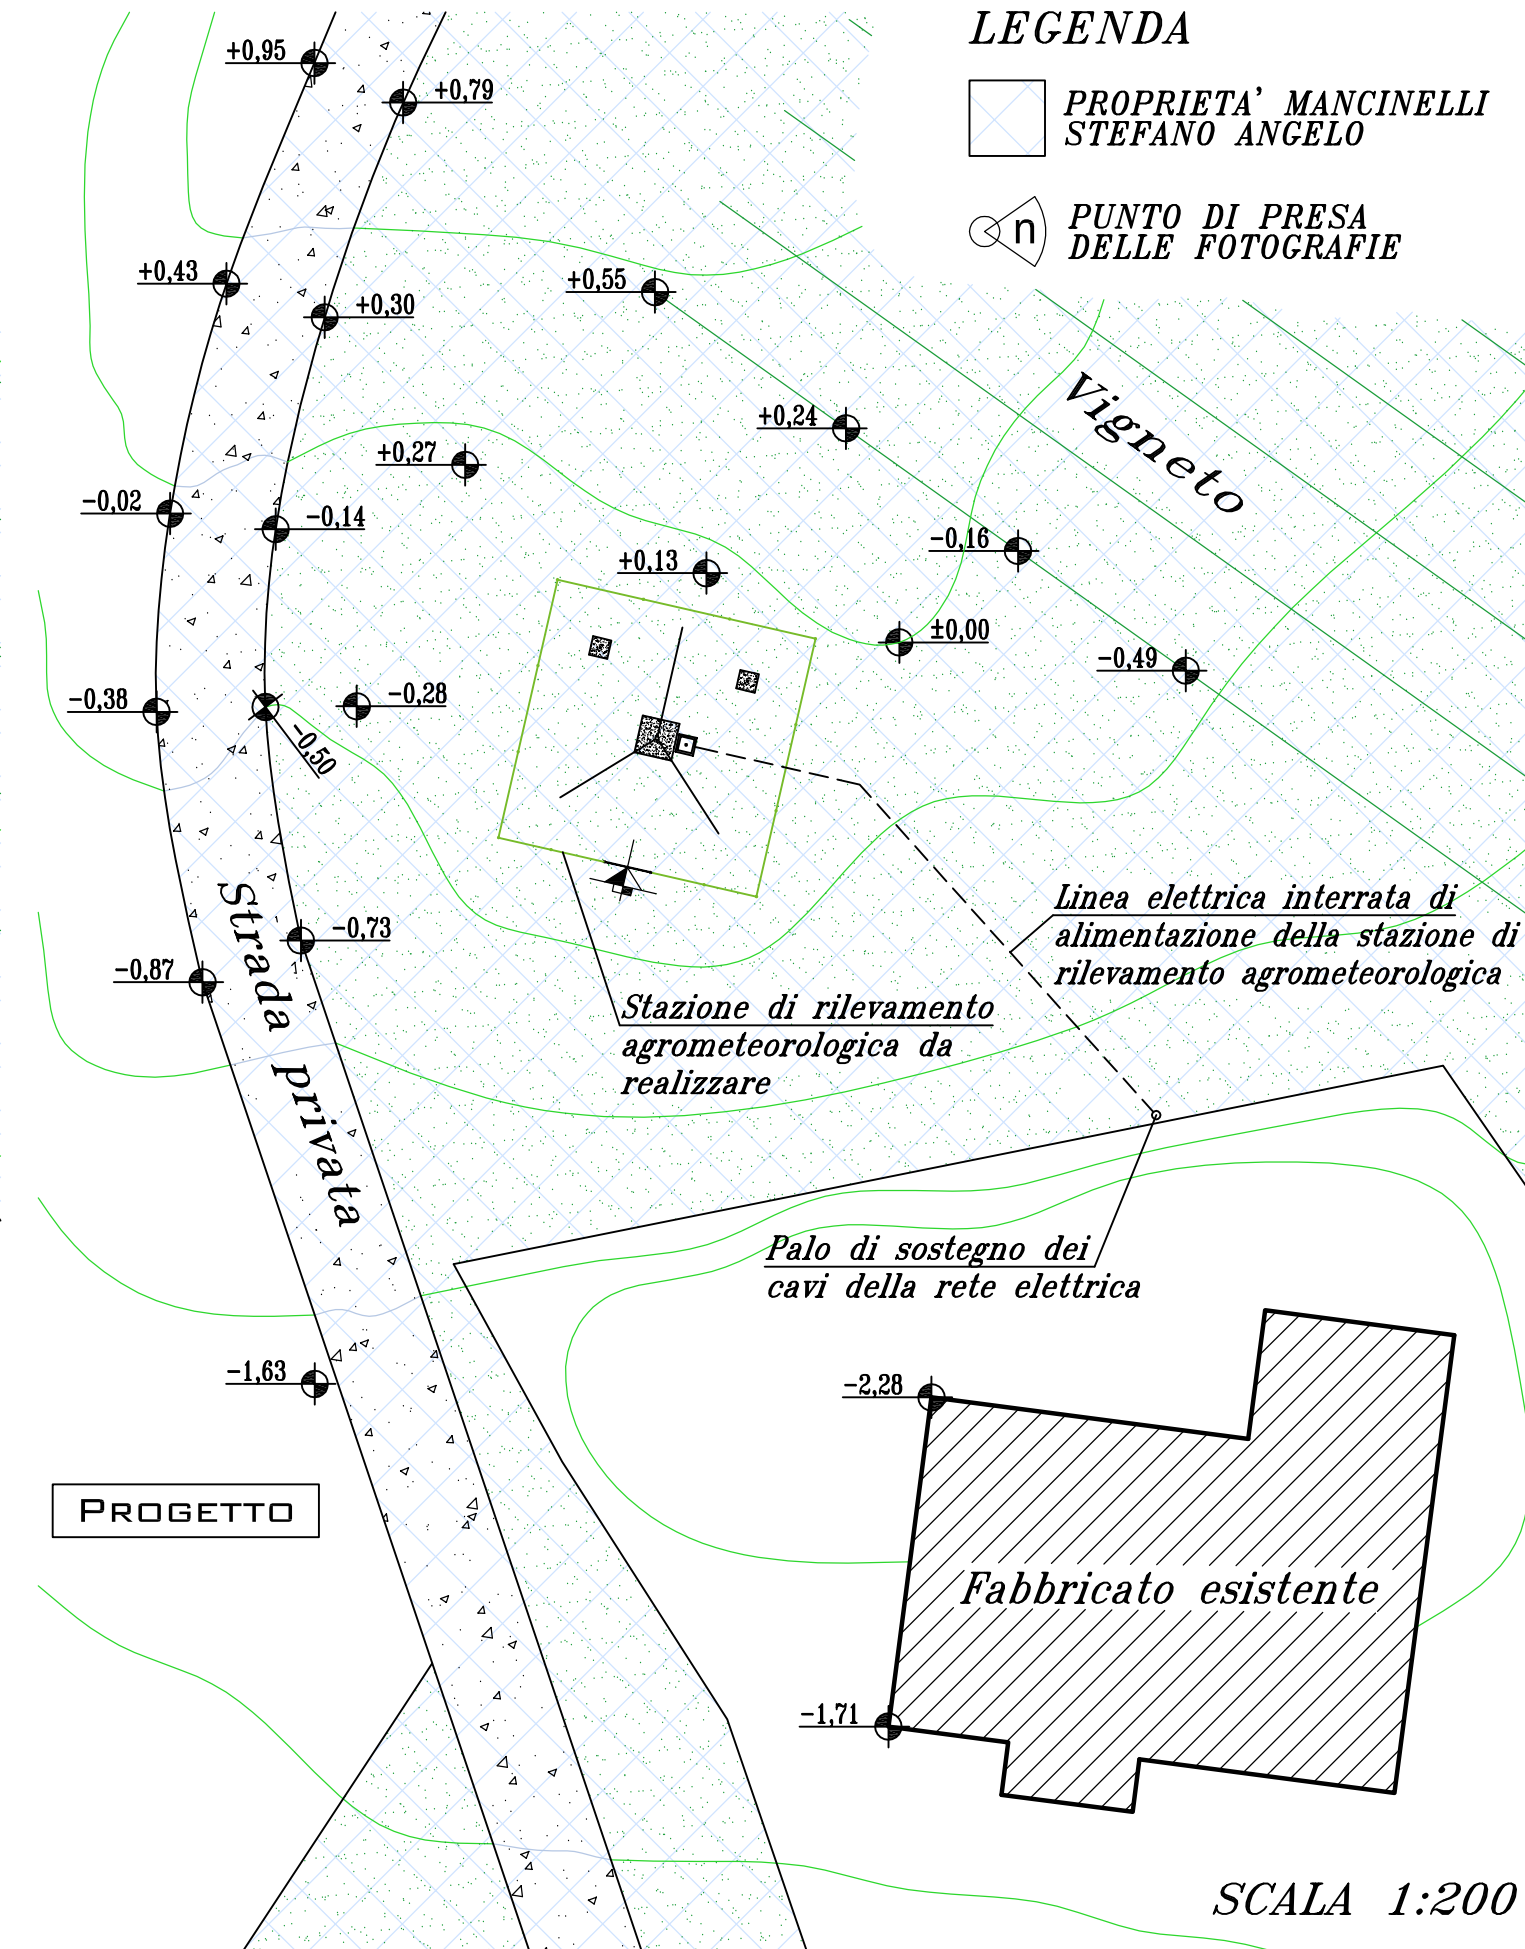 LEGENDA
PROPRIETA' MANCINELLI
STEFANO ANGELO
n
PUNTO DI PRESA
DELLE FOTOGRAFIE
+0,95
+0,79
+0,43
+0,30
+0,55
+0,24
+0,27
Vigneto
-0,02
-0,14
-0,16
+0,13
±0,00
-0,49
-0,38
-0,28
-0,50
Strada privata
-0,73
-0,87
Linea elettrica interrata di
alimentazione della stazione di
rilevamento agrometeorologica
Stazione di rilevamento
agrometeorologica da
realizzare
Palo di sostegno dei
cavi della rete elettrica
-1,63
-2,28
PROGETTO
Fabbricato esistente
-1,71
SCALA 1:200